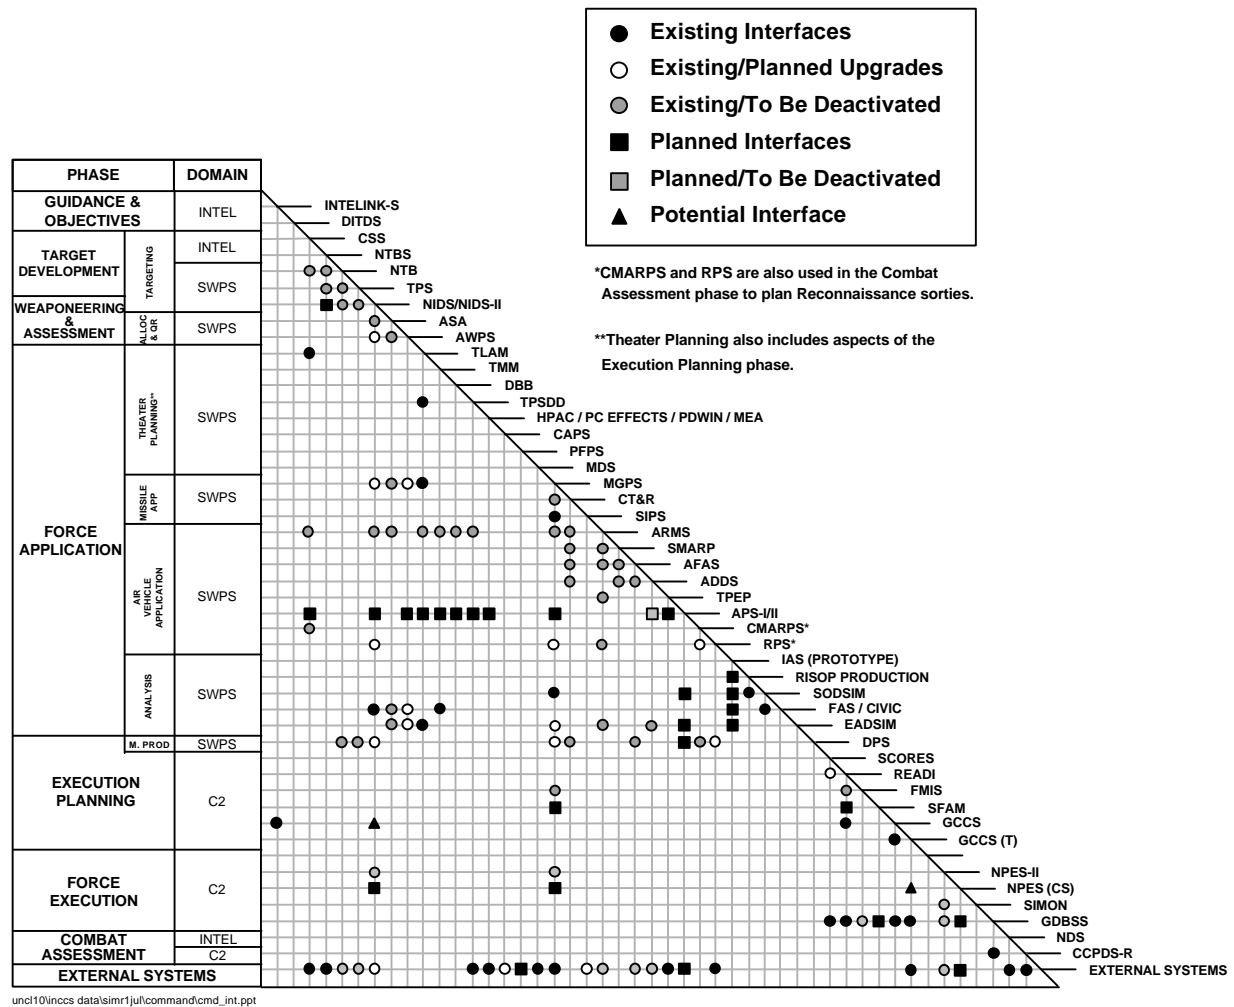 Existing Interfaces
Existing/Planned Upgrades
Existing/To Be Deactivated
Planned Interfaces
Planned/To Be Deactivated
Potential Interface
*CMARPS and RPS are also used in the Combat
Assessment phase to plan Reconnaissance sorties.
**Theater Planning also includes aspects of the
Execution Planning phase.
PHASE
DOMAIN
GUIDANCE &
OBJECTIVES
INTEL
TARGET
DEVELOPMENT
TARGETING
INTEL
SWPS
WEAPONEERING
&
ASSESSMENT
ALLOC
& QR
SWPS
FORCE
APPLICATION
THEATER
PLANNING**
SWPS
MISSILE
APP
SWPS
AIR
VEHICLE
APPLICATION
SWPS
ANALYSIS
SWPS
M. PROD
SWPS
EXECUTION
PLANNING
C2
FORCE
EXECUTION
C2
COMBAT
ASSESSMENT
INTEL
C2
EXTERNAL SYSTEMS
INTELINK-S
DITDS
CSS
NTBS
NTB
TPS
NIDS/NIDS-II
ASA
AWPS
TLAM
TMM
DBB
TPSDD
HPAC / PC EFFECTS / PDWIN / MEA
CAPS
PFPS
MDS
MGPS
CT&R
SIPS
ARMS
SMARP
AFAS
ADDS
TPEP
APS-I/II
CMARPS*
RPS*
IAS (PROTOTYPE)
RISOP PRODUCTION
SODSIM
FAS / CIVIC
EADSIM
DPS
SCORES
READI
FMIS
SFAM
GCCS
GCCS (T)
NPES-II
NPES (CS)
SIMON
GDBSS
NDS
CCPDS-R
EXTERNAL SYSTEMS
uncl10\inccs data\simr1jul\command\cmd_int.ppt